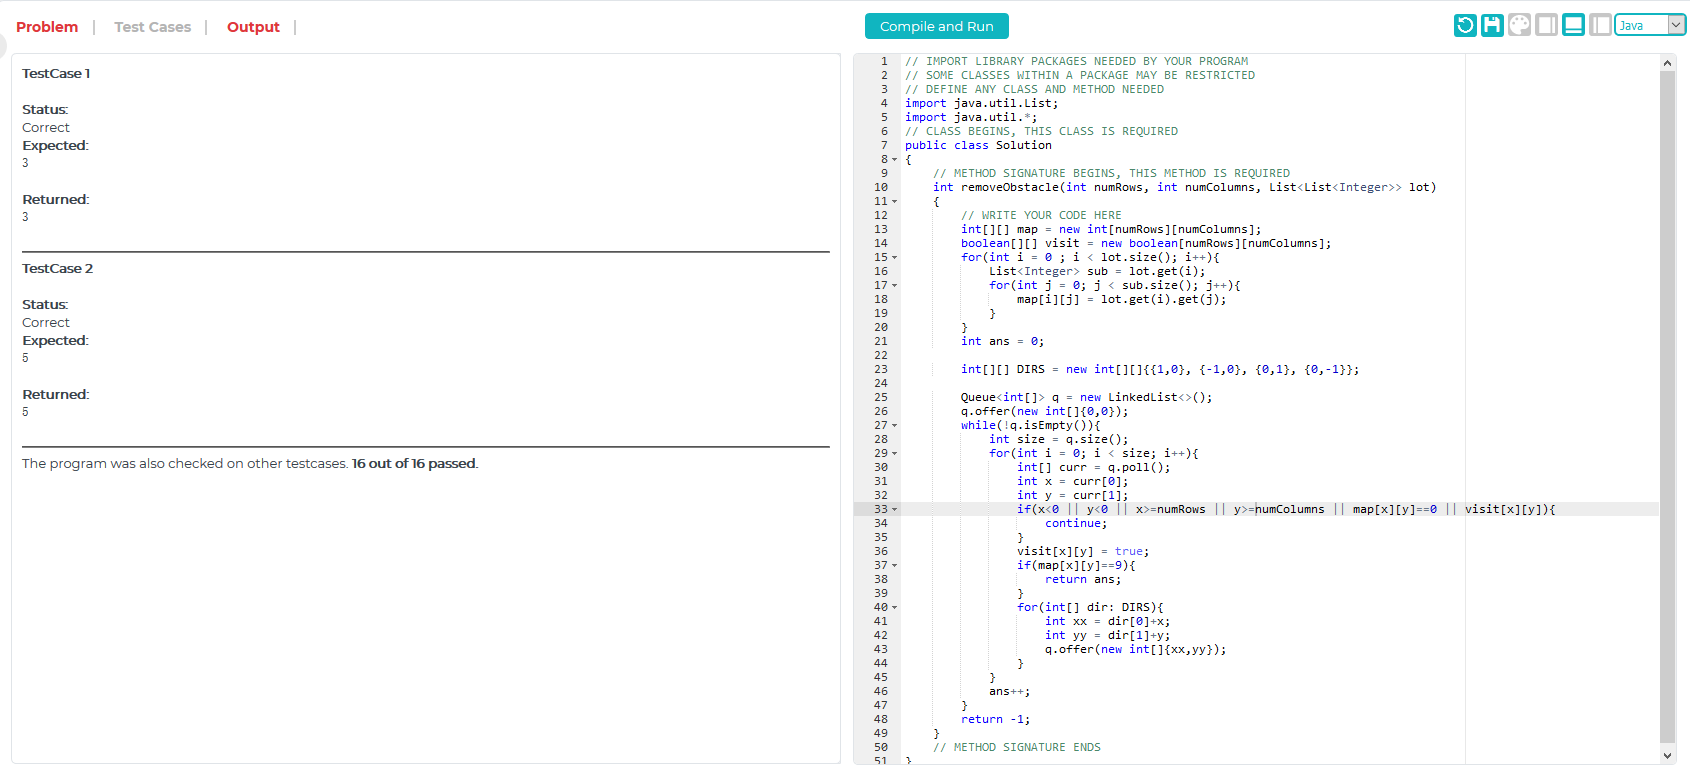 Problem | Test Cases | Output |
Compile and Run
Java
TestCase 1
Status:
Correct
Expected:
3
Returned:
3
TestCase 2
Status:
Correct
Expected:
5
Returned:
5
The program was also checked on other testcases. 16 out of 16 passed.
1 // IMPORT LIBRARY PACKAGES NEEDED BY YOUR PROGRAM
2 // SOME CLASSES WITHIN A PACKAGE MAY BE RESTRICTED
3 // DEFINE ANY CLASS AND METHOD NEEDED
4 import java.util.List;
5 import java.util.*;
6 // CLASS BEGINS, THIS CLASS IS REQUIRED
7 public class Solution
8 {
9 // METHOD SIGNATURE BEGINS, THIS METHOD IS REQUIRED
10 int removeObstacle(int numRows, int numColumns, List<List<Integer>> lot)
11 {
12 // WRITE YOUR CODE HERE
13 int[][] map = new int[numRows][numColumns];
14 boolean[][] visit = new boolean[numRows][numColumns];
15 for(int i = 0 ; i < lot.size(); i++){
16 List<Integer> sub = lot.get(i);
17 for(int j = 0; j < sub.size(); j++){
18 map[i][j] = lot.get(i).get(j);
19 }
20 }
21 int ans = 0;
22
23 int[][] DIRS = new int[][]{{1,0}, {-1,0}, {0,1}, {0,-1}};
24
25 Queue<int[]> q = new LinkedList<>();
26 q.offer(new int[]{0,0});
27 while(!q.isEmpty()){
28 int size = q.size();
29 for(int i = 0; i < size; i++){
30 int[] curr = q.poll();
31 int x = curr[0];
32 int y = curr[1];
33 if(x<0 || y<0 || x>=numRows || y>=numColumns || map[x][y]==0 || visit[x][y]){
34 continue;
35 }
36 visit[x][y] = true;
37 if(map[x][y]==9){
38 return ans;
39 }
40 for(int[] dir: DIRS){
41 int xx = dir[0]+x;
42 int yy = dir[1]+y;
43 q.offer(new int[]{xx,yy});
44 }
45 }
46 ans++;
47 }
48 return -1;
49 }
50 // METHOD SIGNATURE ENDS
51 }